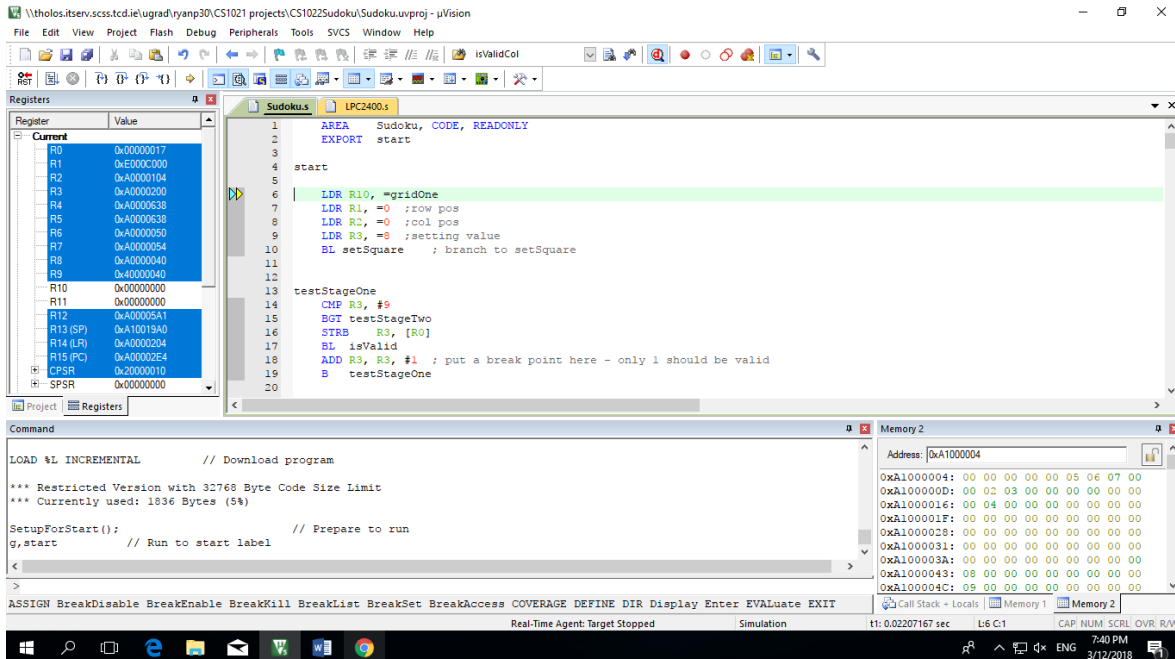 \\tholos.itserv.scss.tcd.ie\ugrad\ryanp30\CS1021 projects\CS1022Sudoku\Sudoku.uvproj - µVision
File Edit View Project Flash Debug Peripherals Tools SVCS Window Help
isValidCol
RST
Registers
Register Value
Current
R0 0x00000017
R1 0xE000C000
R2 0xA0000104
R3 0xA0000200
R4 0xA0000638
R5 0xA0000638
R6 0xA0000050
R7 0xA0000054
R8 0xA0000040
R9 0x40000040
R10 0x00000000
R11 0x00000000
R12 0xA00005A1
R13 (SP) 0xA10019A0
R14 (LR) 0xA0000204
R15 (PC) 0xA00002E4
CPSR 0x20000010
SPSR 0x00000000
Project Registers
Sudoku.s LPC2400.s
1 AREA Sudoku, CODE, READONLY
2 EXPORT start
3
4 start
5
6 LDR R10, =gridOne
7 LDR R1, =0 ;row pos
8 LDR R2, =0 ;col pos
9 LDR R3, =8 ;setting value
10 BL setSquare ; branch to setSquare
11
12
13 testStageOne
14 CMP R3, #9
15 BGT testStageTwo
16 STRB R3, [R0]
17 BL isValid
18 ADD R3, R3, #1 ; put a break point here - only 1 should be valid
19 B testStageOne
20
Command
LOAD %L INCREMENTAL // Download program
*** Restricted Version with 32768 Byte Code Size Limit
*** Currently used: 1836 Bytes (5%)
SetupForStart(); // Prepare to run
g,start // Run to start label
>
ASSIGN BreakDisable BreakEnable BreakKill BreakList BreakSet BreakAccess COVERAGE DEFINE DIR Display Enter EVALuate EXIT
Memory 2
Address: 0xA1000004
0xA1000004: 00 00 00 00 00 05 06 07 00
0xA100000D: 00 02 03 00 00 00 00 00 00
0xA1000016: 00 04 00 00 00 00 00 00 00
0xA100001F: 00 00 00 00 00 00 00 00 00
0xA1000028: 00 00 00 00 00 00 00 00 00
0xA1000031: 00 00 00 00 00 00 00 00 00
0xA100003A: 00 00 00 00 00 00 00 00 00
0xA1000043: 08 00 00 00 00 00 00 00 00
0xA100004C: 09 00 00 00 00 00 00 00 00
Call Stack + Locals Memory 1 Memory 2
Real-Time Agent: Target Stopped Simulation t1: 0.02207167 sec L:6 C:1 CAP NUM SCRL OVR R/W
ENG
7:40 PM
3/12/2018